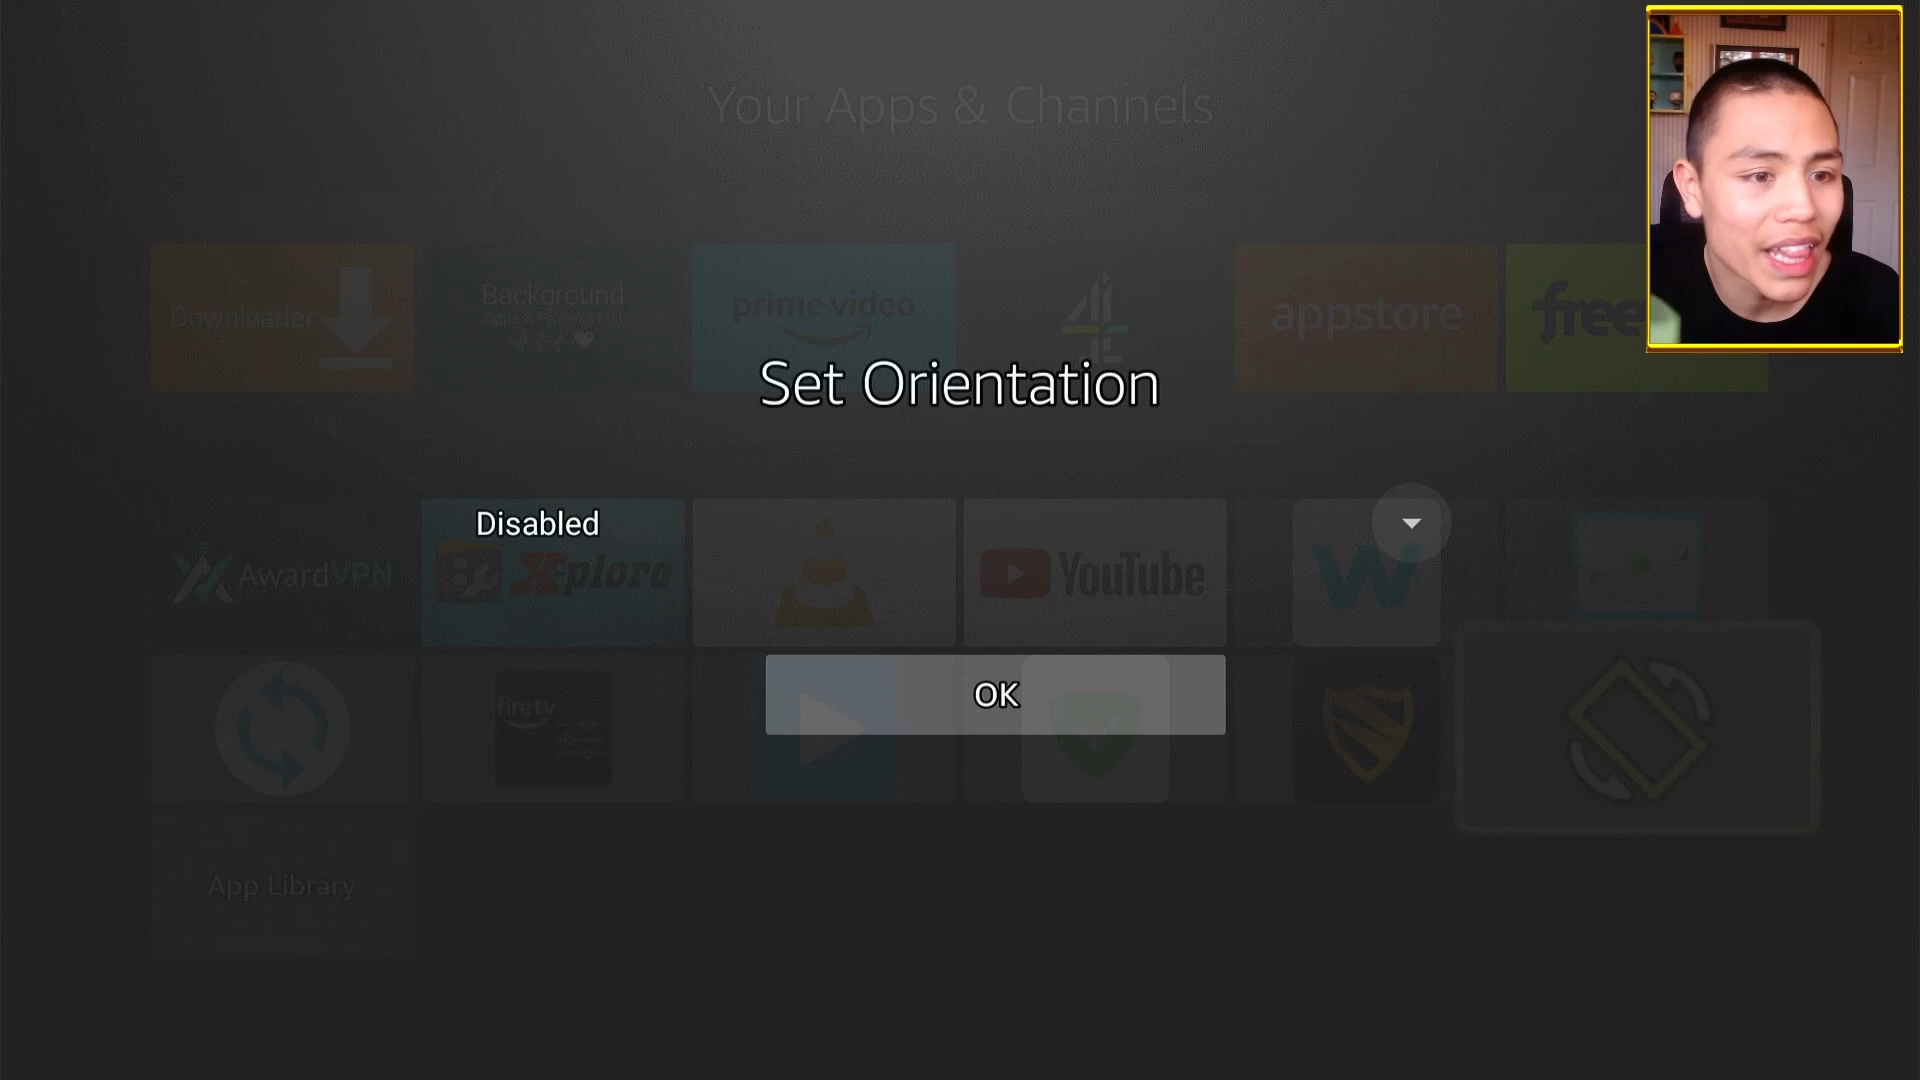 Your Apps & Channels
Downloader
Background
Apps & Process List
prime video
4
appstore
free
Set Orientation
Disabled
AwardVPN
X-plore
YouTube
W
firetv
OK
App Library